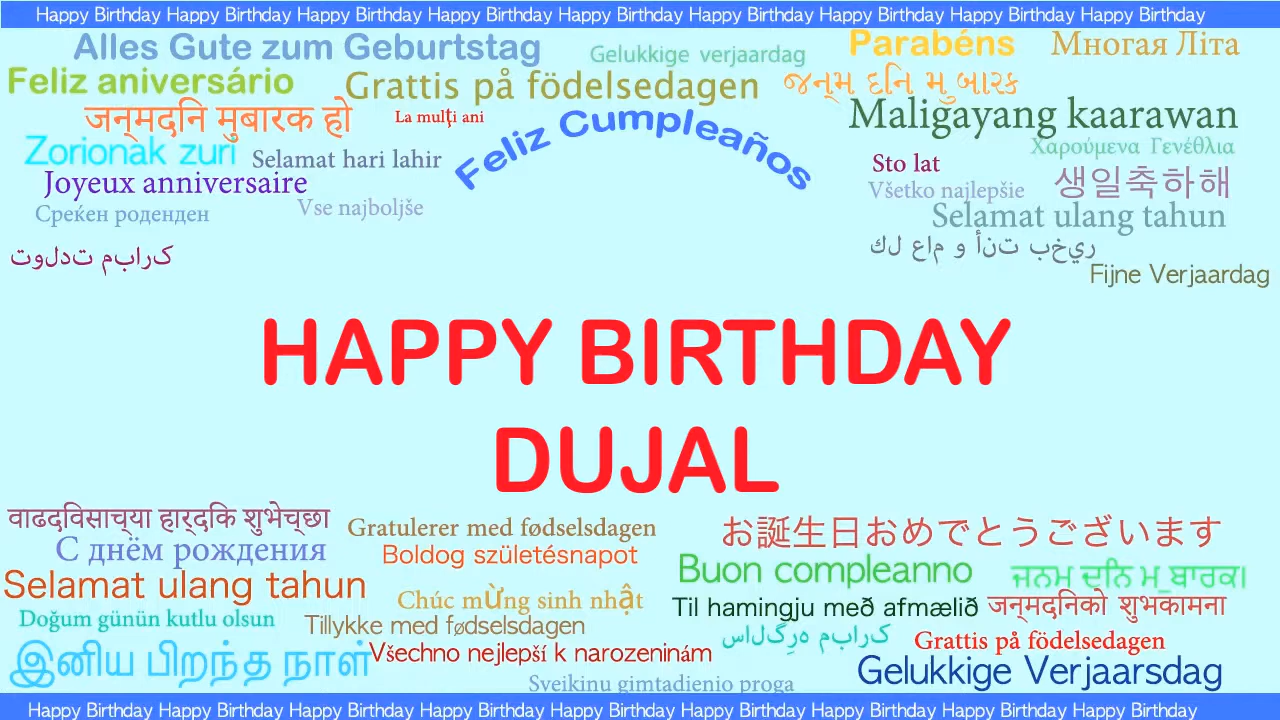 Happy Birthday Happy Birthday Happy Birthday Happy Birthday Happy Birthday Happy Birthday Happy Birthday Happy Birthday Happy Birthday
Alles Gute zum Geburtstag
Gelukkige verjaardag
Parabéns
Многая Літа
Feliz aniversário
Grattis på födelsedagen
જન્મ દિન મુબારક
जन्मदिन मुबारक हो
La mulţi ani
Feliz Cumpleaños
Maligayang kaarawan
Zorionak zuri
Selamat hari lahir
Χαρούμενα Γενέθλια
Sto lat
Joyeux anniversaire
Všetko najlepšie
생일축하해
Среќен роденден
Vse najboljše
Selamat ulang tahun
تولدت مبارک
كل عام و أنت بخير
Fijne Verjaardag
HAPPY BIRTHDAY
DUJAL
वाढदिवसाच्या हार्दिक शुभेच्छा
Gratulerer med fødselsdagen
お誕生日おめでとうございます
С днём рождения
Boldog születésnapot
Selamat ulang tahun
Buon compleanno
ਜਨਮ ਦਿਨ ਮੁਬਾਰਕ।
Chúc mừng sinh nhật
Til hamingju með afmælið
जन्मदिनको शुभकामना
Doğum günün kutlu olsun
Tillykke med fødselsdagen
سالگرہ مبارک
Grattis på födelsedagen
இனிய பிறந்த நாள்
Všechno nejlepší k narozeninám
Gelukkige Verjaarsdag
Sveikinu gimtadienio proga
Happy Birthday Happy Birthday Happy Birthday Happy Birthday Happy Birthday Happy Birthday Happy Birthday Happy Birthday Happy Birthday